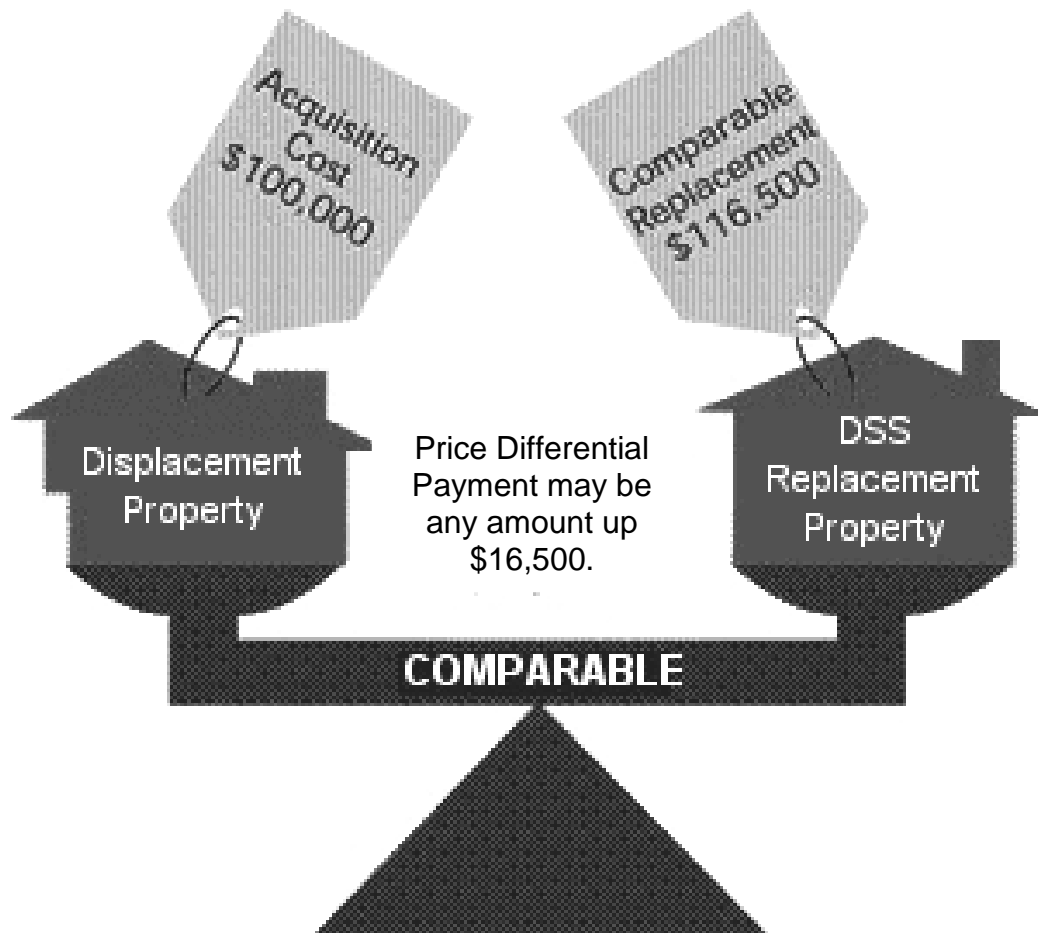 Acquisition
Cost
$100,000
Comparable
Replacement
$116,500
Displacement
Property
Price Differential
Payment may be
any amount up
$16,500.
DSS
Replacement
Property
COMPARABLE